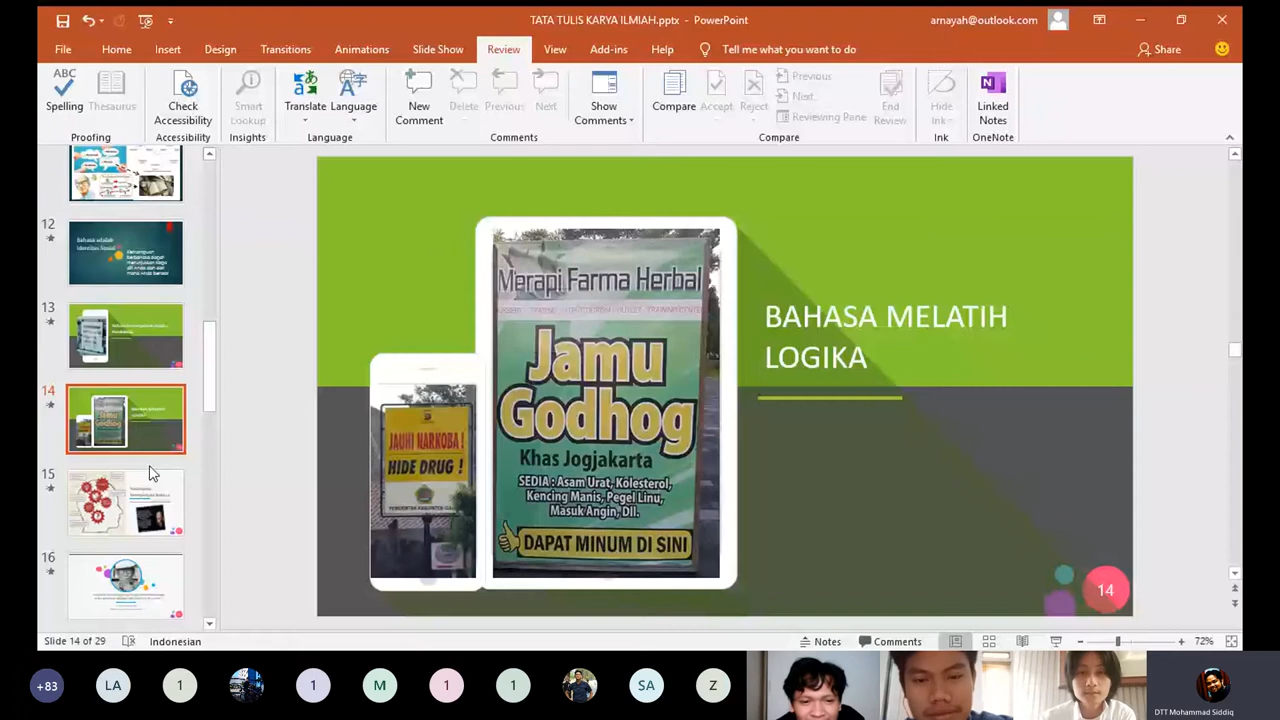 TATA TULIS KARYA ILMIAH.pptx - PowerPoint
arnayah@outlook.com
File Home Insert Design Transitions Animations Slide Show Review View Add-ins Help Tell me what you want to do Share
ABC
Spelling
Thesaurus
Proofing
Check Accessibility
Accessibility
Smart Lookup
Insights
Translate
Language
Language
New Comment
Delete
Previous
Next
Show Comments
Comments
Compare
Accept
Reject
Previous
Next
Reviewing Pane
End Review
Compare
Hide Ink
Ink
Linked Notes
OneNote
12
Bahasa adalah
Identitas Sosial
13
14
15
16
Merapi Farma Herbal
Jamu
Godhog
Khas Jogjakarta
SEDIA : Asam Urat, Kolesterol,
Kencing Manis, Pegel Linu,
Masuk Angin, Dll.
DAPAT MINUM DI SINI
JAUHI NARKOBA !
HIDE DRUG !
BAHASA MELATIH
LOGIKA
14
Slide 14 of 29
Indonesian
Notes
Comments
72%
+83
LA
1
1
M
1
1
SA
Z
DTT Mohammad Siddiq